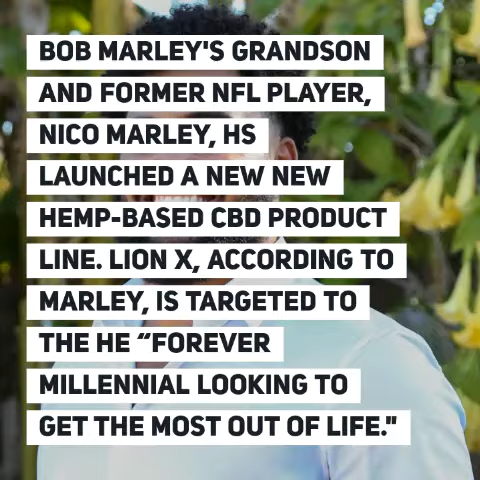 BOB MARLEY'S GRANDSON
AND FORMER NFL PLAYER,
NICO MARLEY, HS
LAUNCHED A NEW NEW
HEMP-BASED CBD PRODUCT
LINE. LION X, ACCORDING TO
MARLEY, IS TARGETED TO
THE HE “FOREVER
MILLENNIAL LOOKING TO
GET THE MOST OUT OF LIFE."